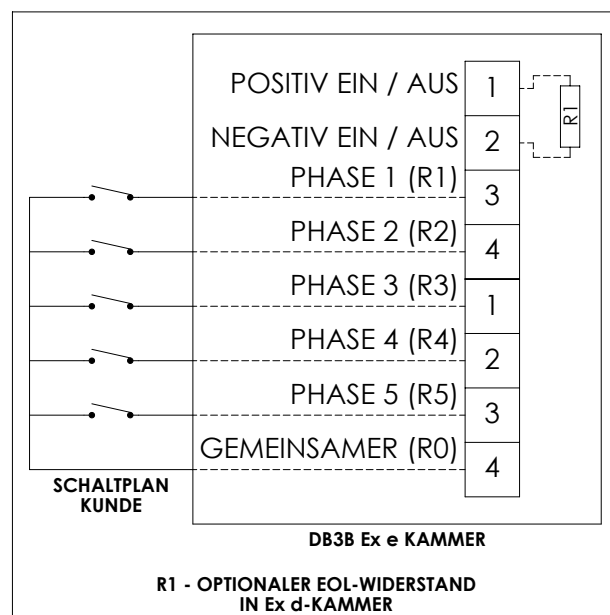 POSITIV EIN / AUS 1
NEGATIV EIN / AUS 2
R1
PHASE 1 (R1) 3
PHASE 2 (R2) 4
PHASE 3 (R3) 1
PHASE 4 (R4) 2
PHASE 5 (R5) 3
GEMEINSAMER (R0) 4
SCHALTPLAN
KUNDE
DB3B Ex e KAMMER
R1 - OPTIONALER EOL-WIDERSTAND
IN Ex d-KAMMER